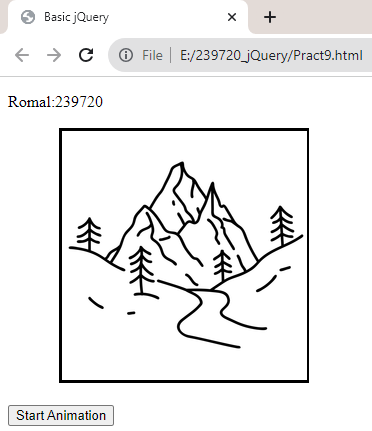 Basic jQuery
File E:/239720_jQuery/Pract9.html
Romal:239720
Start Animation